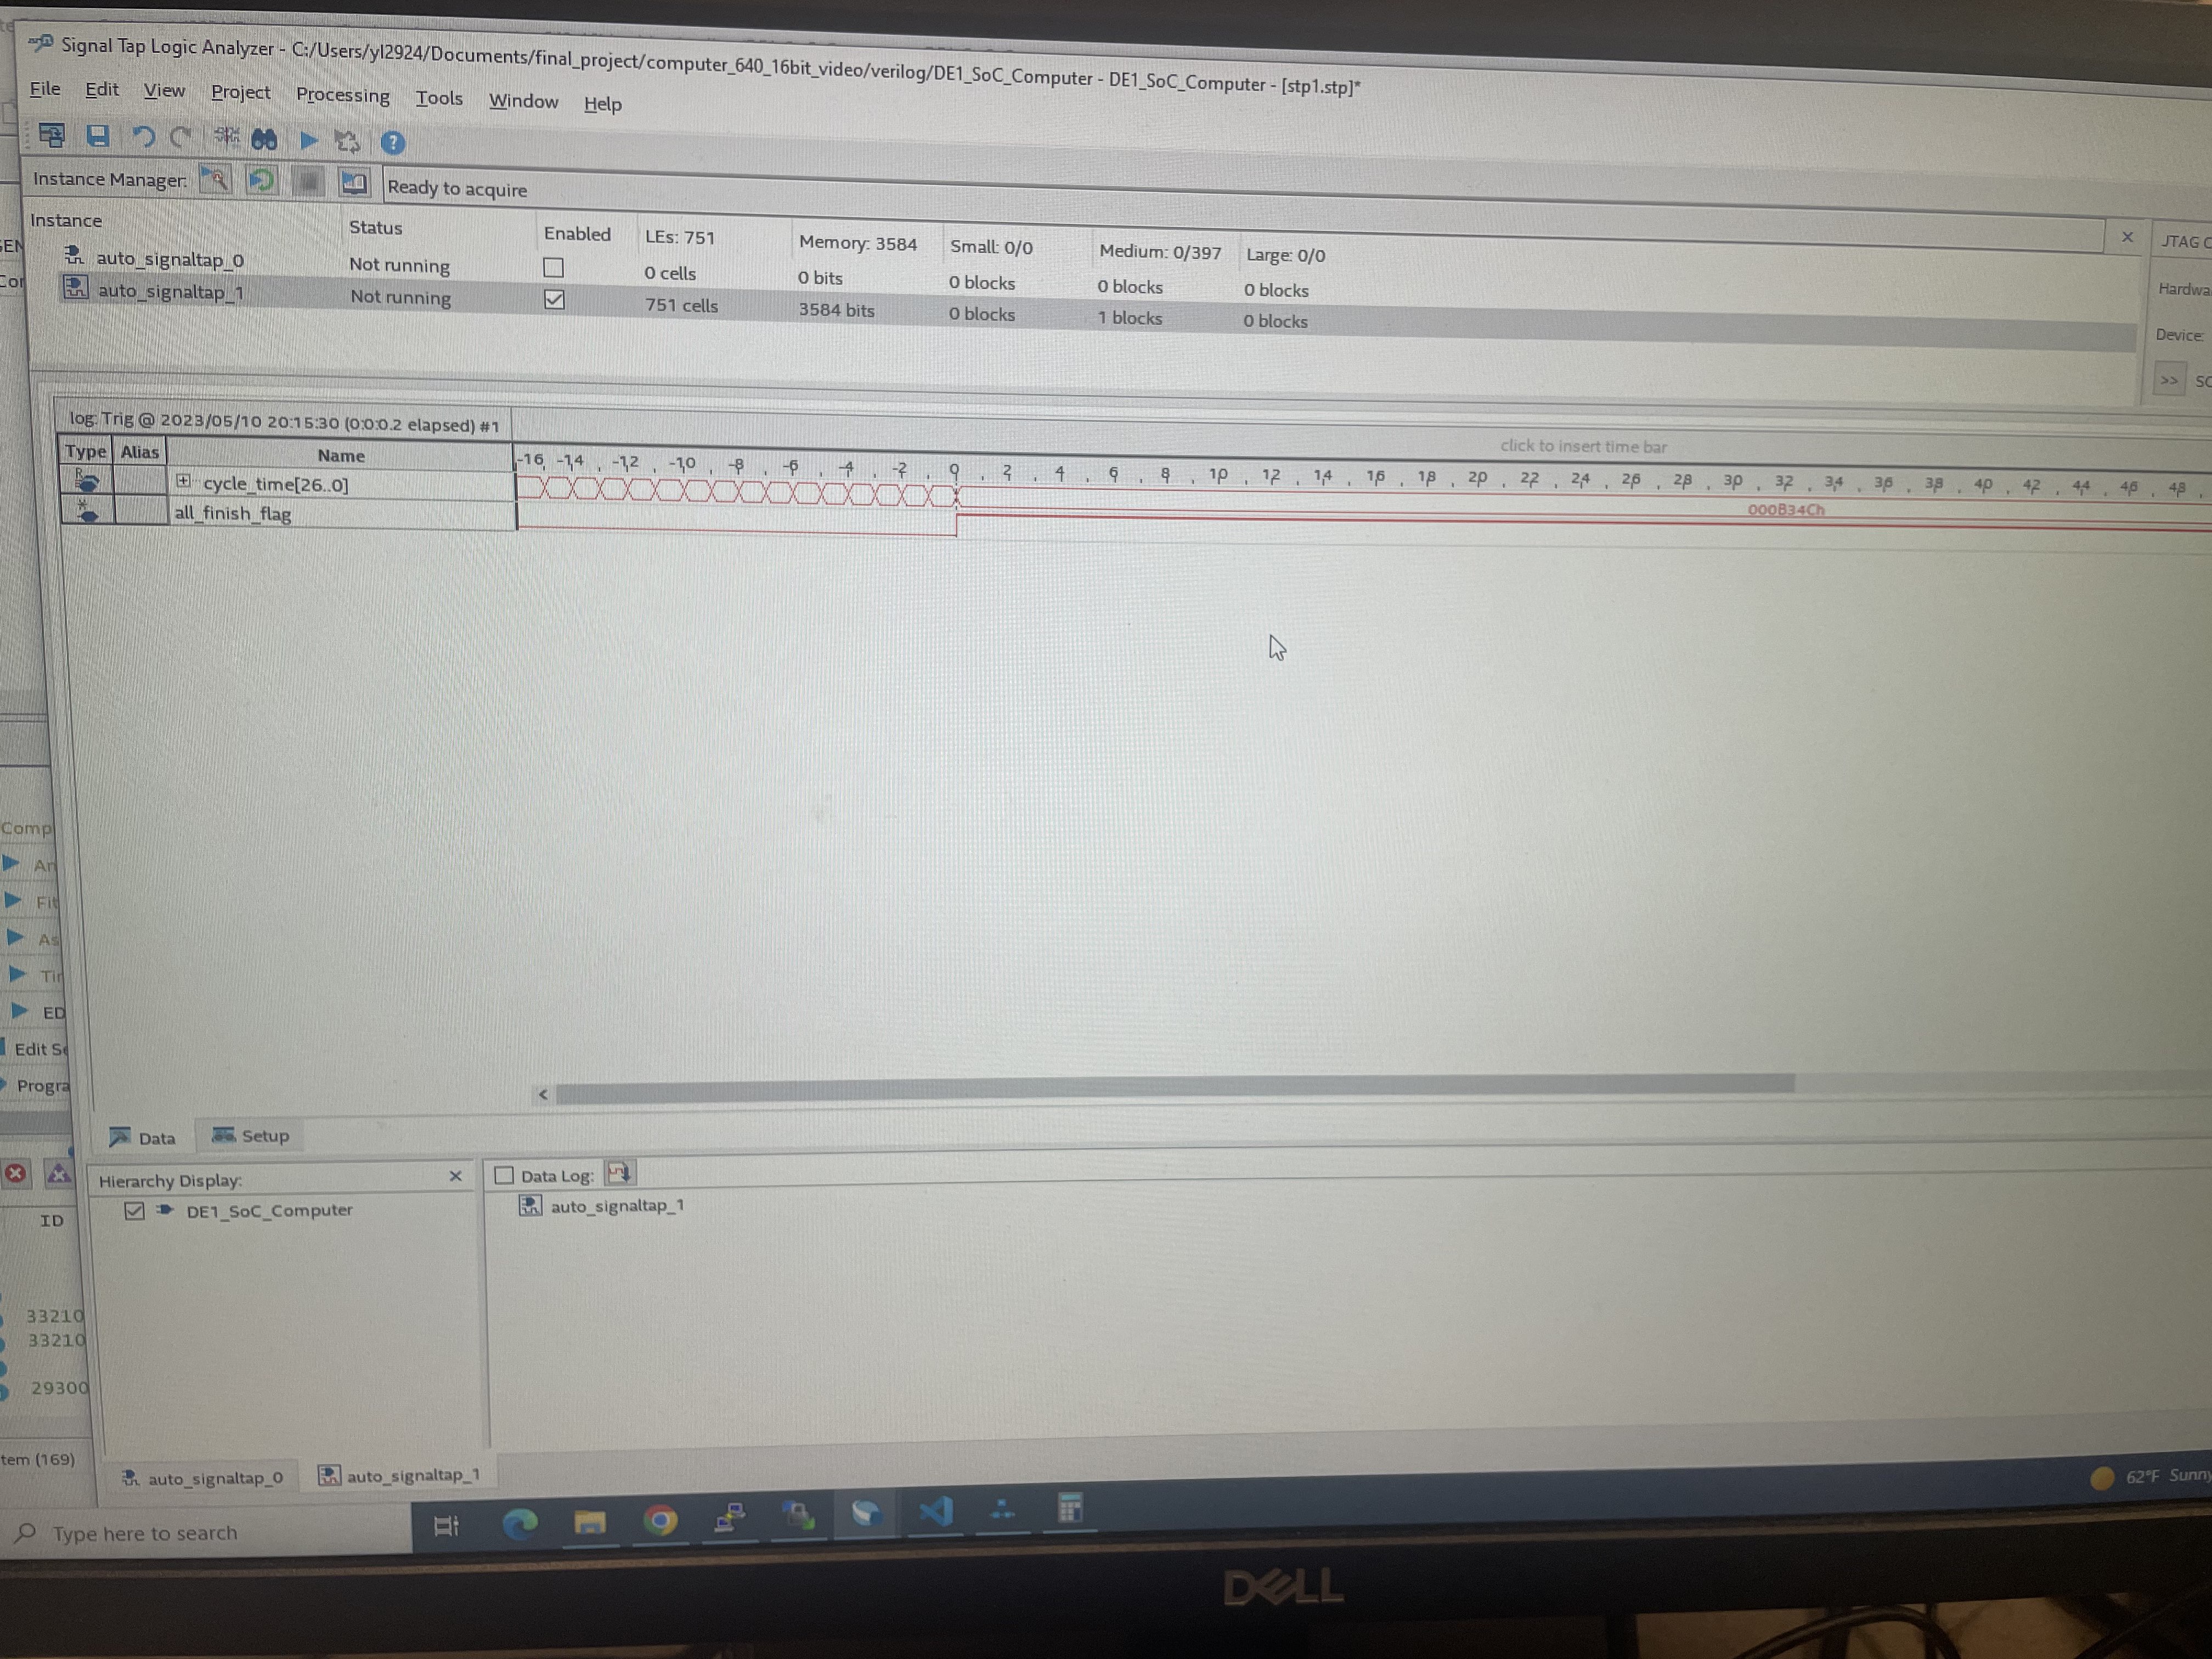 Signal Tap Logic Analyzer - C:/Users/yl2924/Documents/final_project/computer_640_16bit_video/verilog/DE1_SoC_Computer - DE1_SoC_Computer - [stp1.stp]*
File Edit View Project Processing Tools Window Help
Instance Manager: Ready to acquire
Instance Status Enabled LEs: 751 Memory: 3584 Small: 0/0 Medium: 0/397 Large: 0/0
auto_signaltap_0 Not running 0 cells 0 bits 0 blocks 0 blocks 0 blocks
auto_signaltap_1 Not running 751 cells 3584 bits 0 blocks 1 blocks 0 blocks
JTAG C
Hardwa
Device:
>> SC
log: Trig @ 2023/05/10 20:15:30 (0:0:0.2 elapsed) #1
click to insert time bar
Type Alias Name -16 -14 -12 -10 -8 -6 -4 -2 0 2 4 6 8 10 12 14 16 18 20 22 24 26 28 30 32 34 36 38 40 42 44 46 48
cycle_time[26..0] 000B34Ch
all_finish_flag
Comp
An
Fit
As
Tir
ED
Edit Se
Progra
Data Setup
Hierarchy Display:
DE1_SoC_Computer
Data Log:
auto_signaltap_1
ID
33210
33210
29300
tem (169)
auto_signaltap_0 auto_signaltap_1
Type here to search
62°F Sunny
DELL